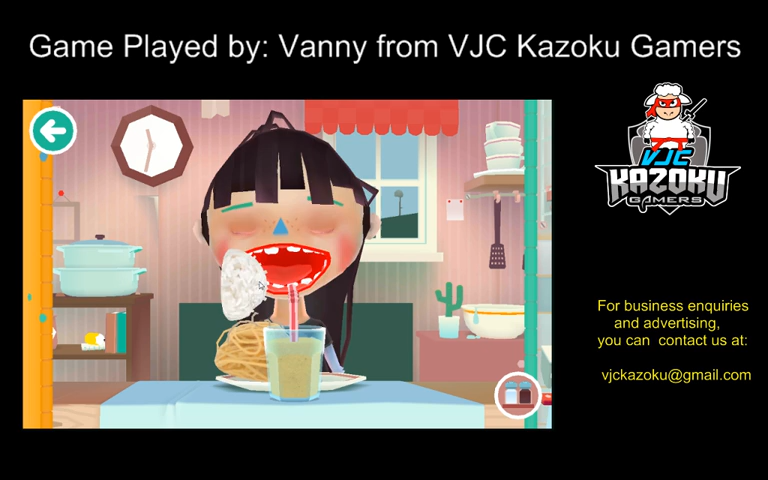 Game Played by: Vanny from VJC Kazoku Gamers
VJC
KAZOKU
GAMERS
For business enquiries
and advertising,
you can contact us at:
vjckazoku@gmail.com